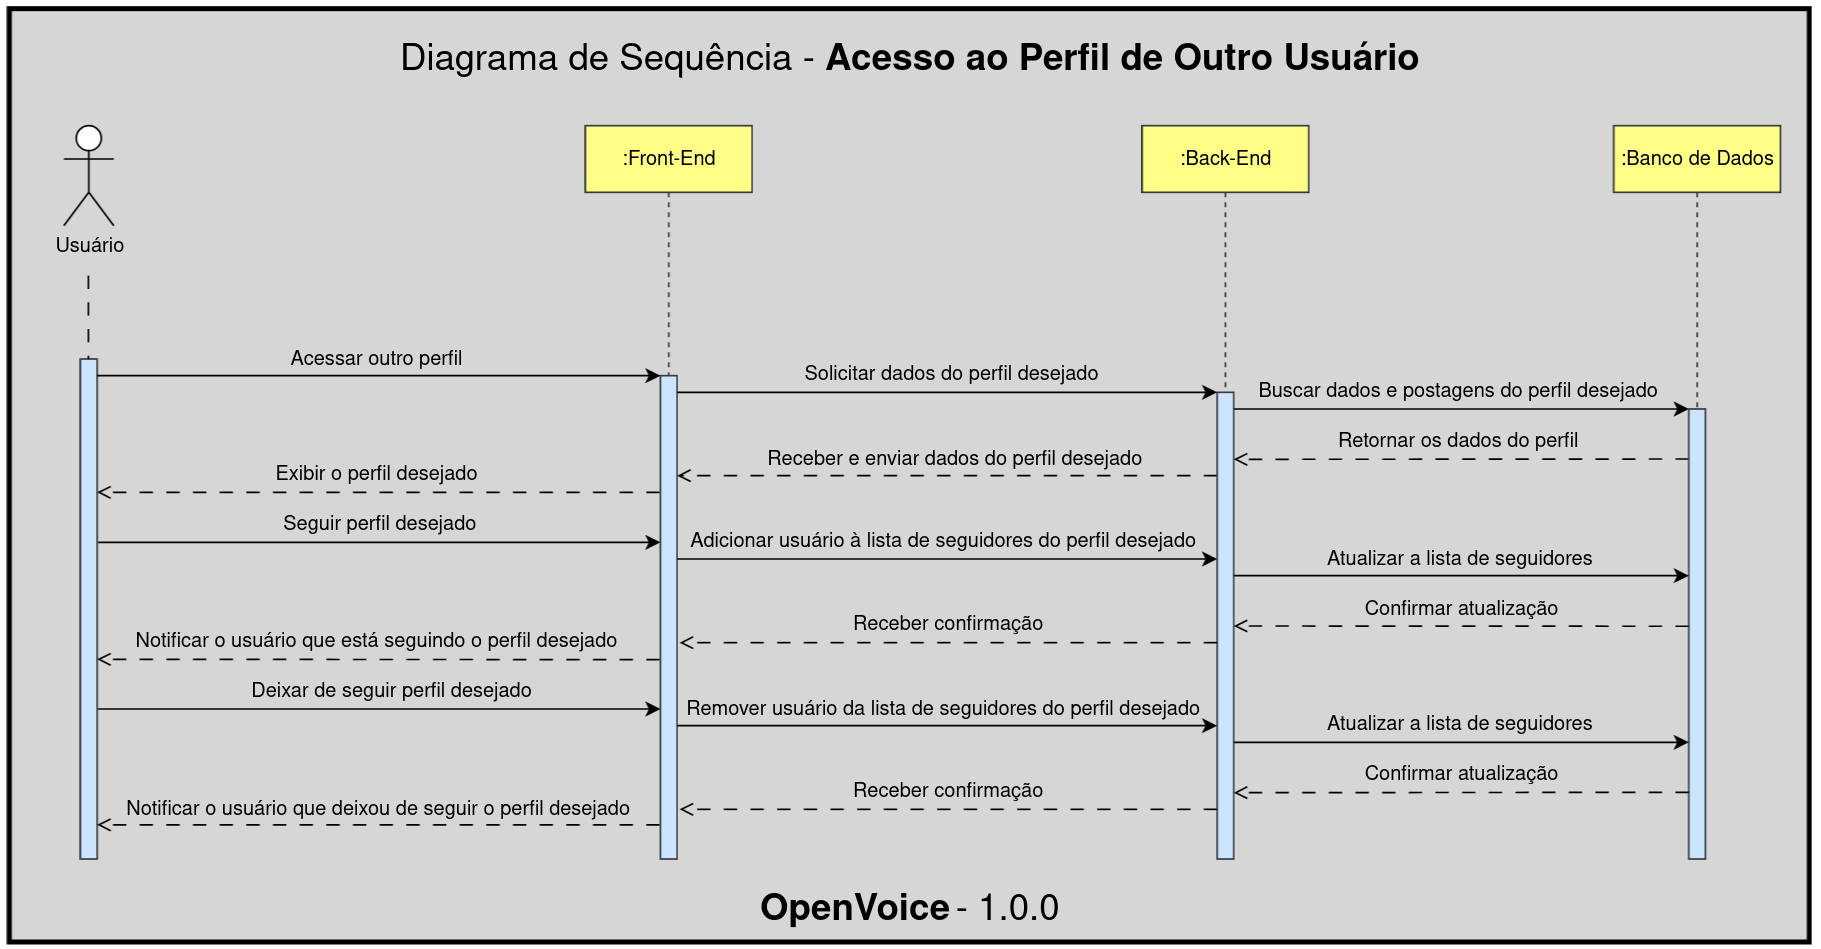 Diagrama de Sequência - Acesso ao Perfil de Outro Usuário
:Front-End
:Back-End
:Banco de Dados
Usuário
Acessar outro perfil
Solicitar dados do perfil desejado
Buscar dados e postagens do perfil desejado
Retornar os dados do perfil
Receber e enviar dados do perfil desejado
Exibir o perfil desejado
Seguir perfil desejado
Adicionar usuário à lista de seguidores do perfil desejado
Atualizar a lista de seguidores
Confirmar atualização
Receber confirmação
Notificar o usuário que está seguindo o perfil desejado
Deixar de seguir perfil desejado
Remover usuário da lista de seguidores do perfil desejado
Atualizar a lista de seguidores
Confirmar atualização
Receber confirmação
Notificar o usuário que deixou de seguir o perfil desejado
OpenVoice - 1.0.0